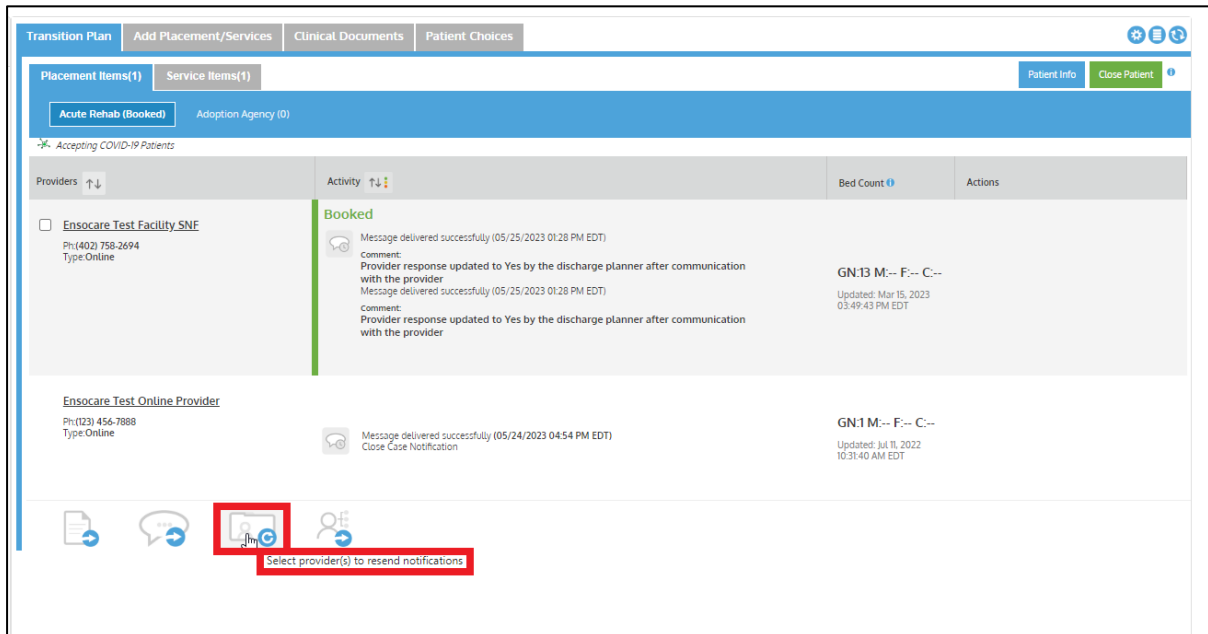 Transition Plan
Add Placement/Services
Clinical Documents
Patient Choices
Placement Items(1)
Service Items(1)
Patient Info
Close Patient
Acute Rehab (Booked)
Adoption Agency (0)
Accepting COVID-19 Patients
Providers
Activity
Bed Count
Actions
Ensocare Test Facility SNF
Ph:(402) 758-2694
Type:Online
Booked
Message delivered successfully (05/25/2023 01:28 PM EDT)
Comment:
Provider response updated to Yes by the discharge planner after communication
with the provider
Message delivered successfully (05/25/2023 01:28 PM EDT)
Comment:
Provider response updated to Yes by the discharge planner after communication
with the provider
GN:13 M:-- F:-- C:--
Updated: Mar 15, 2023
03:49:43 PM EDT
Ensocare Test Online Provider
Ph:(123) 456-7888
Type:Online
Message delivered successfully (05/24/2023 04:54 PM EDT)
Close Case Notification
GN:1 M:-- F:-- C:--
Updated: Jul 11, 2022
10:31:40 AM EDT
Select provider(s) to resend notifications